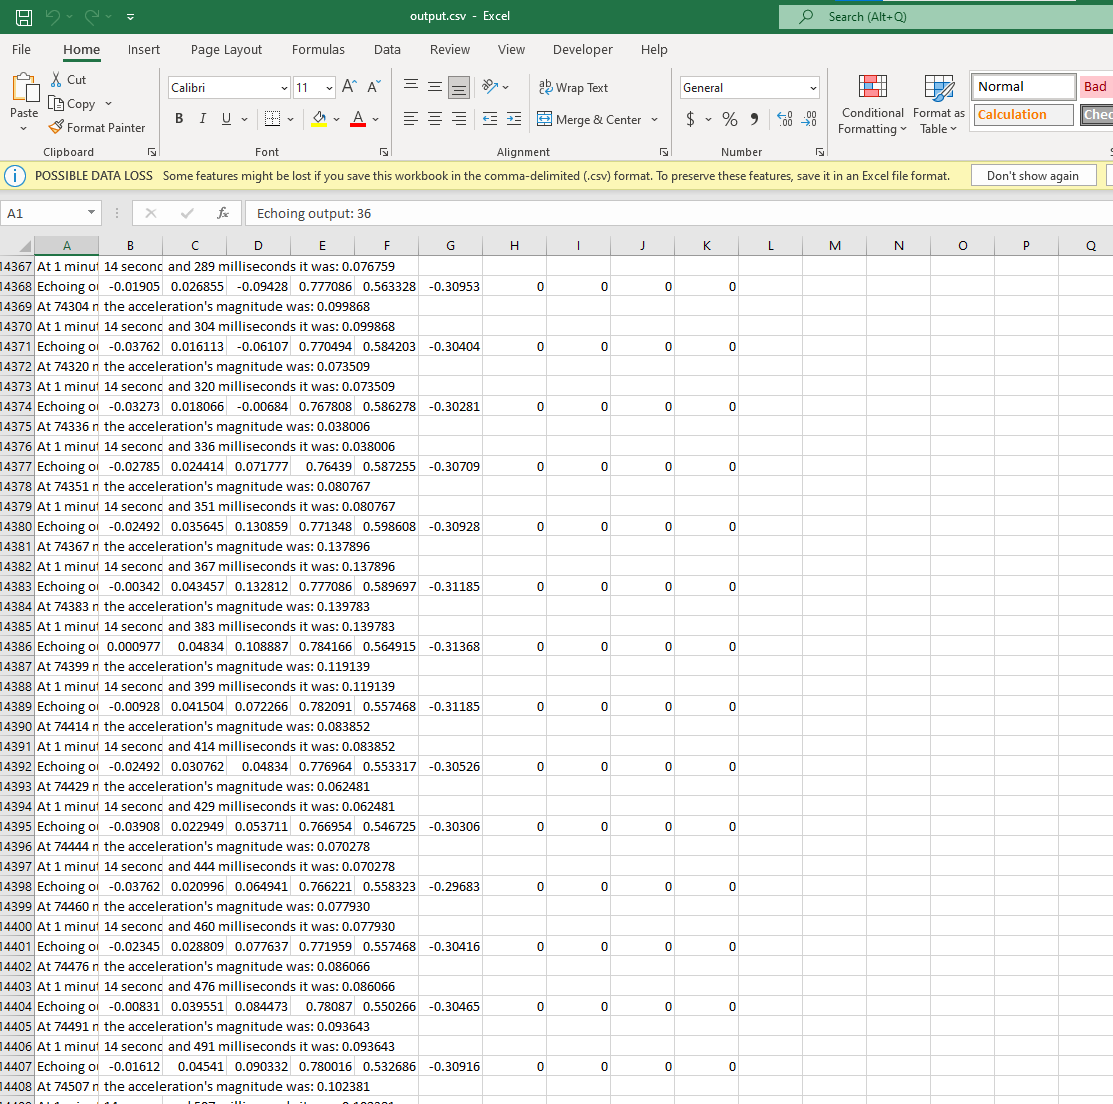 output.csv - Excel
Search (Alt+Q)
File Home Insert Page Layout Formulas Data Review View Developer Help
Paste
Cut
Copy
Format Painter
Calibri 11
B I U
ab Wrap Text
Merge & Center
General
$ %
Conditional Formatting
Format as Table
Normal Bad
Calculation
Clipboard Font Alignment Number
POSSIBLE DATA LOSS Some features might be lost if you save this workbook in the comma-delimited (.csv) format. To preserve these features, save it in an Excel file format. Don't show again
A1 fx Echoing output: 36
A B C D E F G H I J K L M N O P Q
14367 At 1 minut 14 second and 289 milliseconds it was: 0.076759
14368 Echoing ou -0.01905 0.026855 -0.09428 0.777086 0.563328 -0.30953 0 0 0 0
14369 At 74304 m the acceleration's magnitude was: 0.099868
14370 At 1 minut 14 second and 304 milliseconds it was: 0.099868
14371 Echoing ou -0.03762 0.016113 -0.06107 0.770494 0.584203 -0.30404 0 0 0 0
14372 At 74320 m the acceleration's magnitude was: 0.073509
14373 At 1 minut 14 second and 320 milliseconds it was: 0.073509
14374 Echoing ou -0.03273 0.018066 -0.00684 0.767808 0.586278 -0.30281 0 0 0 0
14375 At 74336 m the acceleration's magnitude was: 0.038006
14376 At 1 minut 14 second and 336 milliseconds it was: 0.038006
14377 Echoing ou -0.02785 0.024414 0.071777 0.76439 0.587255 -0.30709 0 0 0 0
14378 At 74351 m the acceleration's magnitude was: 0.080767
14379 At 1 minut 14 second and 351 milliseconds it was: 0.080767
14380 Echoing ou -0.02492 0.035645 0.130859 0.771348 0.598608 -0.30928 0 0 0 0
14381 At 74367 m the acceleration's magnitude was: 0.137896
14382 At 1 minut 14 second and 367 milliseconds it was: 0.137896
14383 Echoing ou -0.00342 0.043457 0.132812 0.777086 0.589697 -0.31185 0 0 0 0
14384 At 74383 m the acceleration's magnitude was: 0.139783
14385 At 1 minut 14 second and 383 milliseconds it was: 0.139783
14386 Echoing ou 0.000977 0.04834 0.108887 0.784166 0.564915 -0.31368 0 0 0 0
14387 At 74399 m the acceleration's magnitude was: 0.119139
14388 At 1 minut 14 second and 399 milliseconds it was: 0.119139
14389 Echoing ou -0.00928 0.041504 0.072266 0.782091 0.557468 -0.31185 0 0 0 0
14390 At 74414 m the acceleration's magnitude was: 0.083852
14391 At 1 minut 14 second and 414 milliseconds it was: 0.083852
14392 Echoing ou -0.02492 0.030762 0.04834 0.776964 0.553317 -0.30526 0 0 0 0
14393 At 74429 m the acceleration's magnitude was: 0.062481
14394 At 1 minut 14 second and 429 milliseconds it was: 0.062481
14395 Echoing ou -0.03908 0.022949 0.053711 0.766954 0.546725 -0.30306 0 0 0 0
14396 At 74444 m the acceleration's magnitude was: 0.070278
14397 At 1 minut 14 second and 444 milliseconds it was: 0.070278
14398 Echoing ou -0.03762 0.020996 0.064941 0.766221 0.558323 -0.29683 0 0 0 0
14399 At 74460 m the acceleration's magnitude was: 0.077930
14400 At 1 minut 14 second and 460 milliseconds it was: 0.077930
14401 Echoing ou -0.02345 0.028809 0.077637 0.771959 0.557468 -0.30416 0 0 0 0
14402 At 74476 m the acceleration's magnitude was: 0.086066
14403 At 1 minut 14 second and 476 milliseconds it was: 0.086066
14404 Echoing ou -0.00831 0.039551 0.084473 0.78087 0.550266 -0.30465 0 0 0 0
14405 At 74491 m the acceleration's magnitude was: 0.093643
14406 At 1 minut 14 second and 491 milliseconds it was: 0.093643
14407 Echoing ou -0.01612 0.04541 0.090332 0.780016 0.532686 -0.30916 0 0 0 0
14408 At 74507 m the acceleration's magnitude was: 0.102381